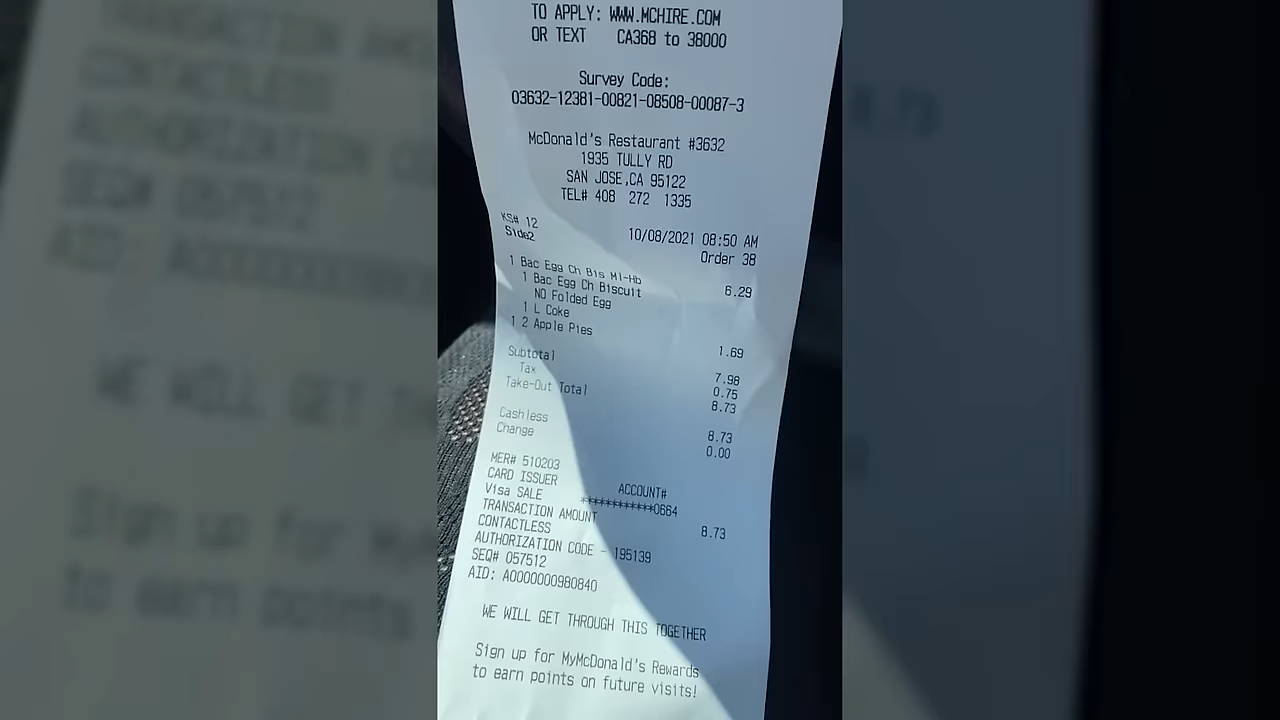 TO APPLY: WWW.MCHIRE.COM
OR TEXT CA368 to 38000
Survey Code:
03632-12381-00821-08508-00087-3
McDonald's Restaurant #3632
1935 TULLY RD
SAN JOSE,CA 95122
TEL# 408 272 1335
KS# 12 10/08/2021 08:50 AM
Side2 Order 38
1 Bac Egg Ch Bis Ml-Hb 6.29
1 Bac Egg Ch Biscuit
NO Folded Egg
1 L Coke
1 2 Apple Pies 1.69
Subtotal 7.98
Tax 0.75
Take-Out Total 8.73
Cashless 8.73
Change 0.00
MER# 510203
CARD ISSUER ACCOUNT#
Visa SALE ************0664
TRANSACTION AMOUNT 8.73
CONTACTLESS
AUTHORIZATION CODE - 195139
SEQ# 057512
AID: A0000000980840
WE WILL GET THROUGH THIS TOGETHER
Sign up for MyMcDonald's Rewards
to earn points on future visits!